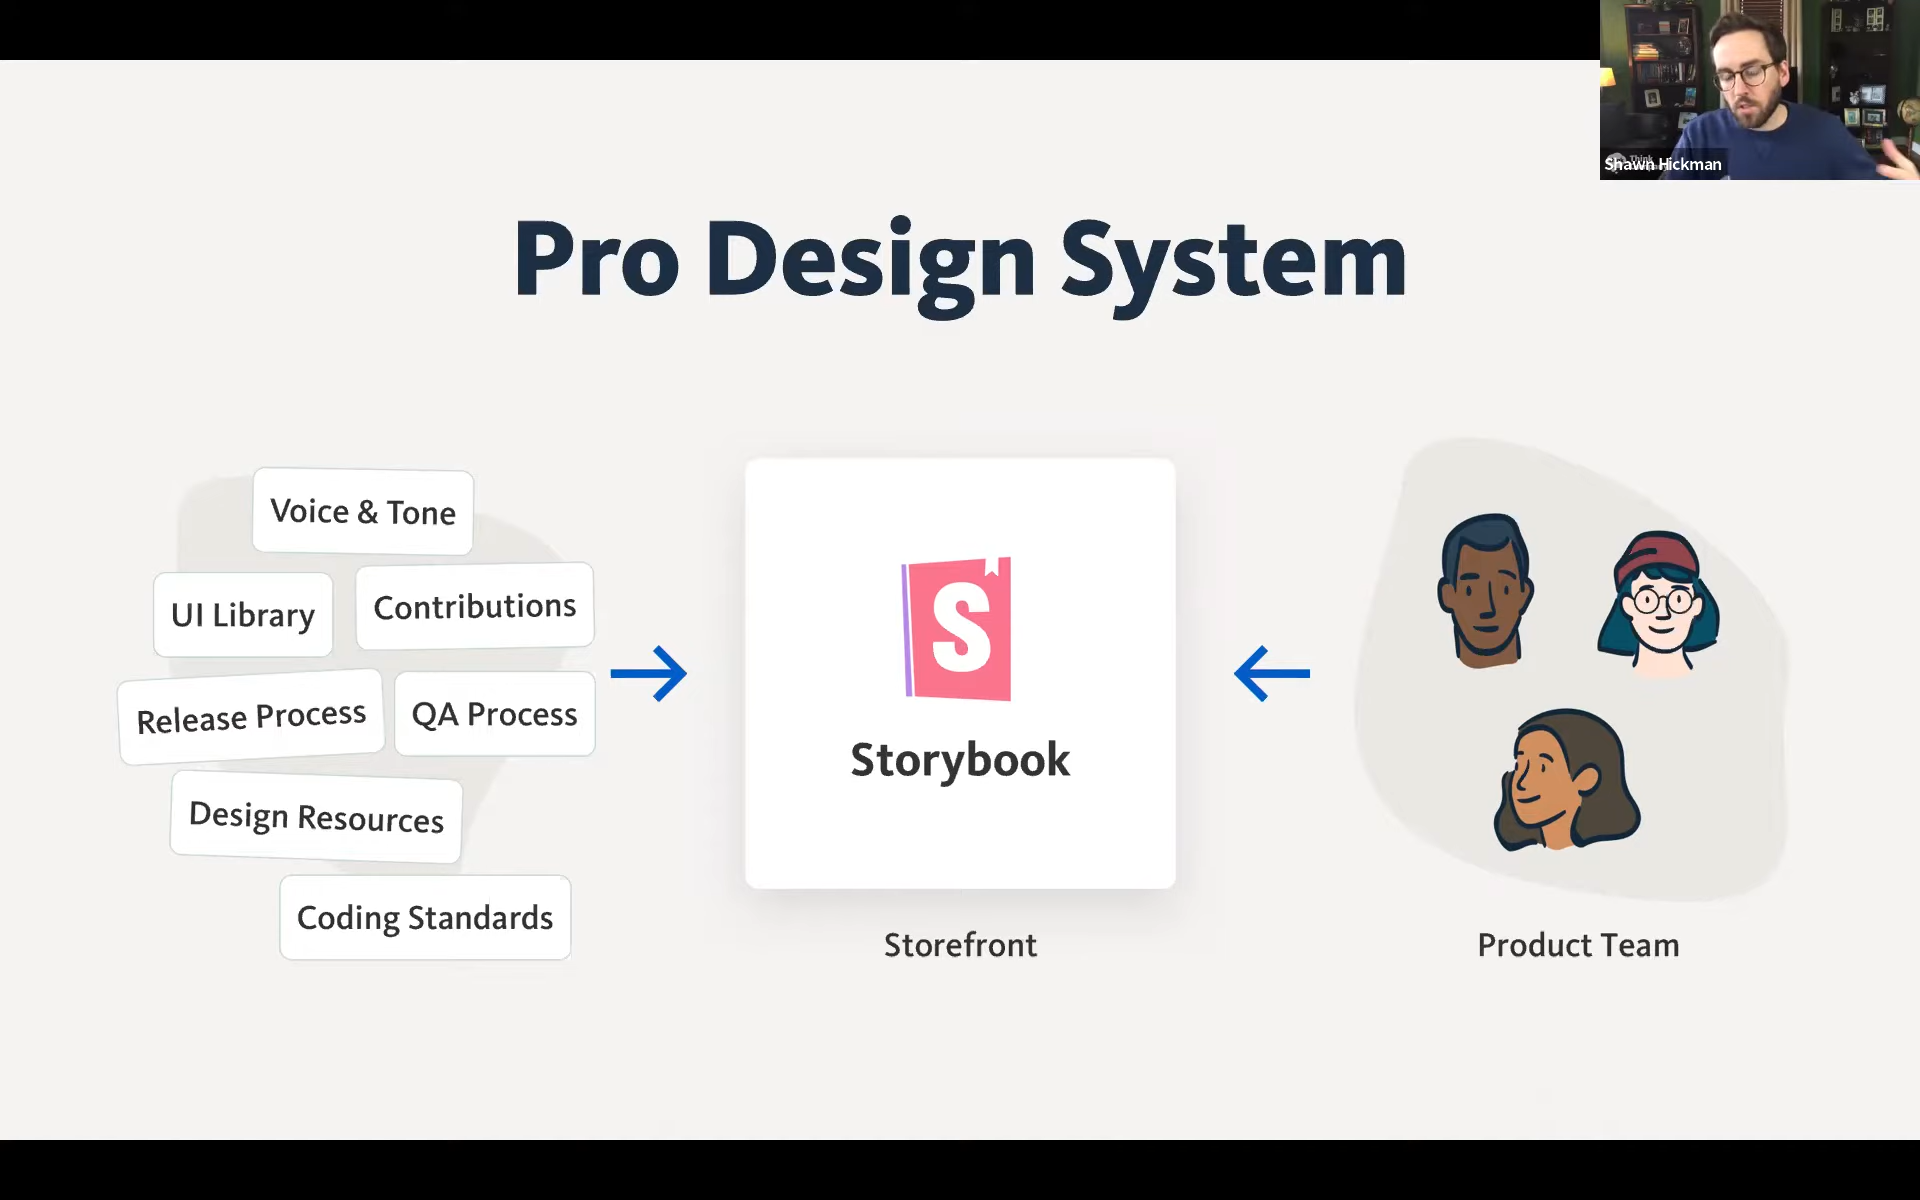 Think
Shawn Hickman
Pro Design System
Voice & Tone
UI Library
Contributions
Release Process
QA Process
Design Resources
Coding Standards
S
Storybook
Storefront
Product Team